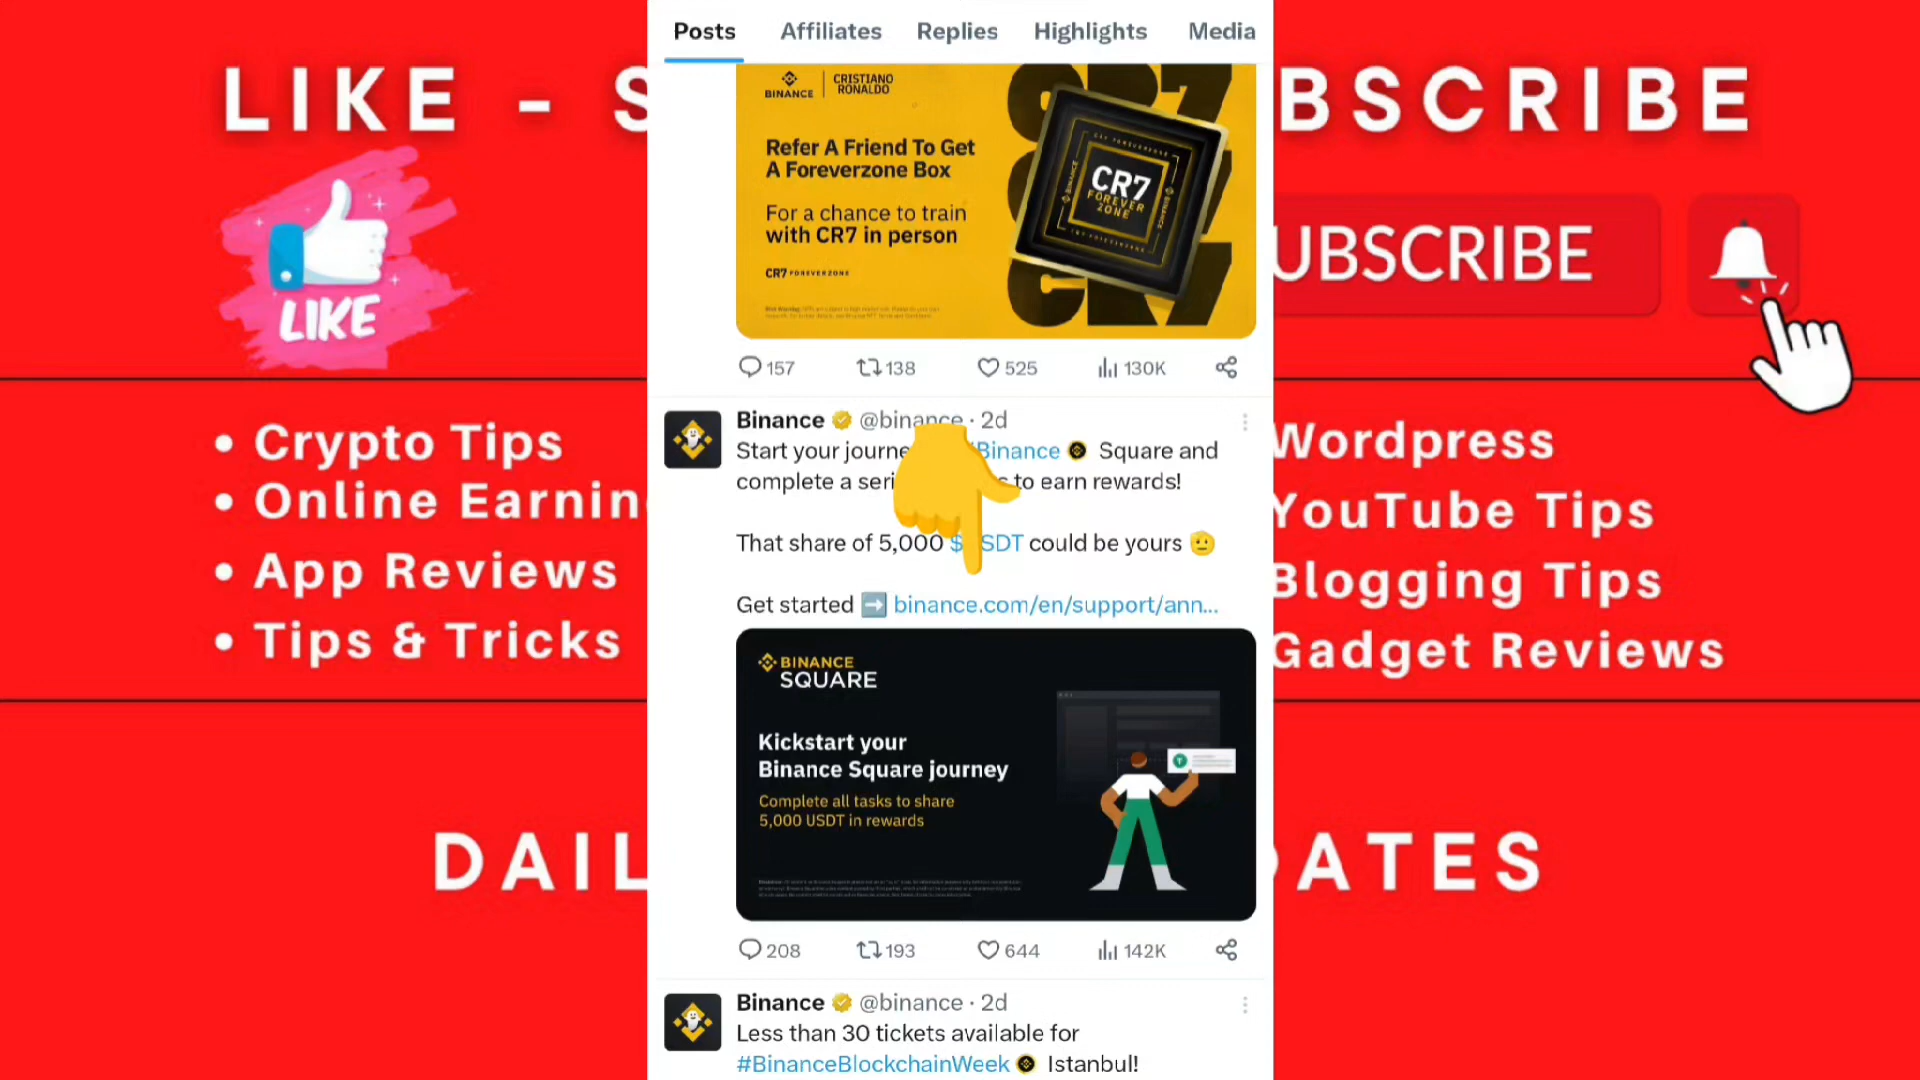 LIKE - S
BSCRIBE
LIKE
UBSCRIBE
• Crypto Tips
• Online Earnin
• App Reviews
• Tips & Tricks
Wordpress
YouTube Tips
Blogging Tips
Gadget Reviews
DAIL
DATES
Posts
Affiliates
Replies
Highlights
Media
BINANCE
CRISTIANO
RONALDO
Refer A Friend To Get
A Foreverzone Box
For a chance to train
with CR7 in person
CR7 FOREVERZONE
CR7
FOREVER
ZONE
157
138
525
130K
Binance @binance · 2d
Start your journe #Binance Square and
complete a seri s to earn rewards!
That share of 5,000 $ SDT could be yours 🫡
Get started ➡️ binance.com/en/support/ann...
BINANCE
SQUARE
Kickstart your
Binance Square journey
Complete all tasks to share
5,000 USDT in rewards
208
193
644
142K
Binance @binance · 2d
Less than 30 tickets available for
#BinanceBlockchainWeek Istanbul!